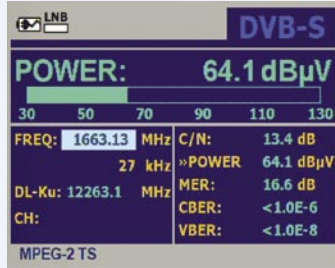 LNB
DVB-S
POWER: 64.1 dBµV
30 50 70 90 110 130
FREQ: 1663.13 MHz
27 kHz
DL-Ku: 12263.1 MHz
CH:
C/N: 13.4 dB
»POWER 64.1 dBµV
MER: 16.6 dB
CBER: <1.0E-6
VBER: <1.0E-8
MPEG-2 TS